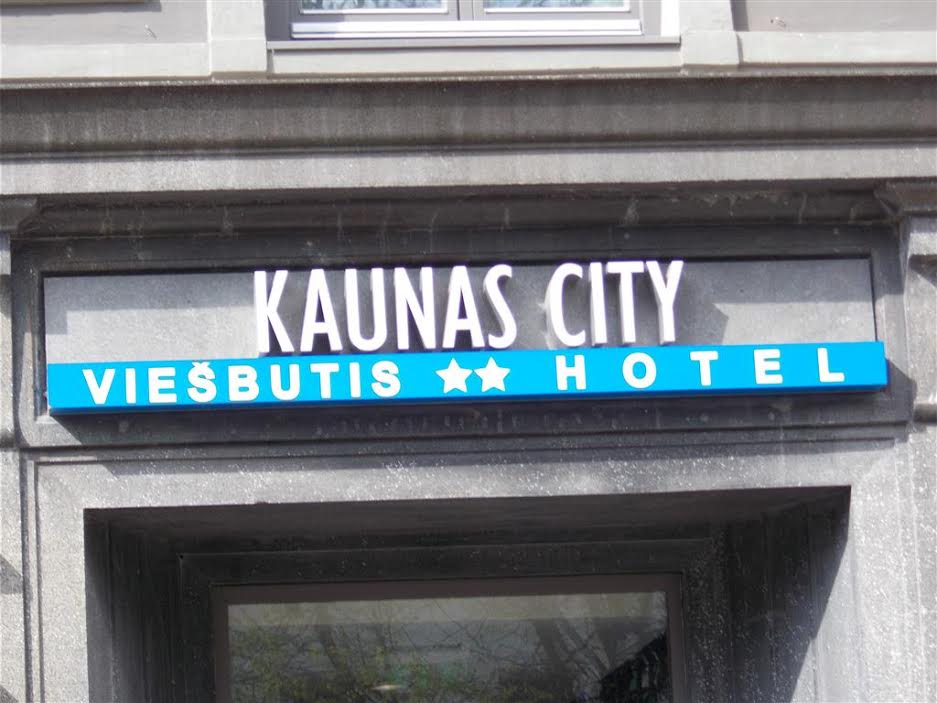 KAUNAS CITY
VIEŠBUTIS ★★ HOTEL